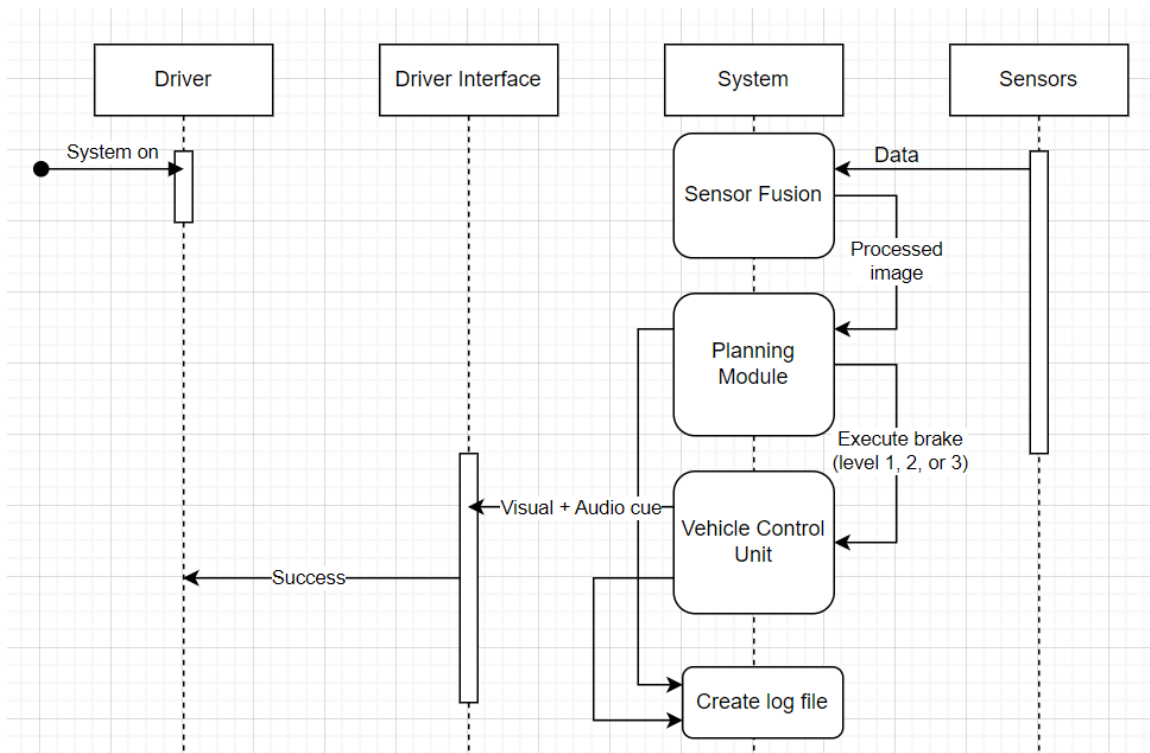 Driver
Driver Interface
System
Sensors
System on
Data
Sensor Fusion
Processed
image
Planning
Module
Execute brake
(level 1, 2, or 3)
Visual + Audio cue
Vehicle Control
Unit
Success
Create log file